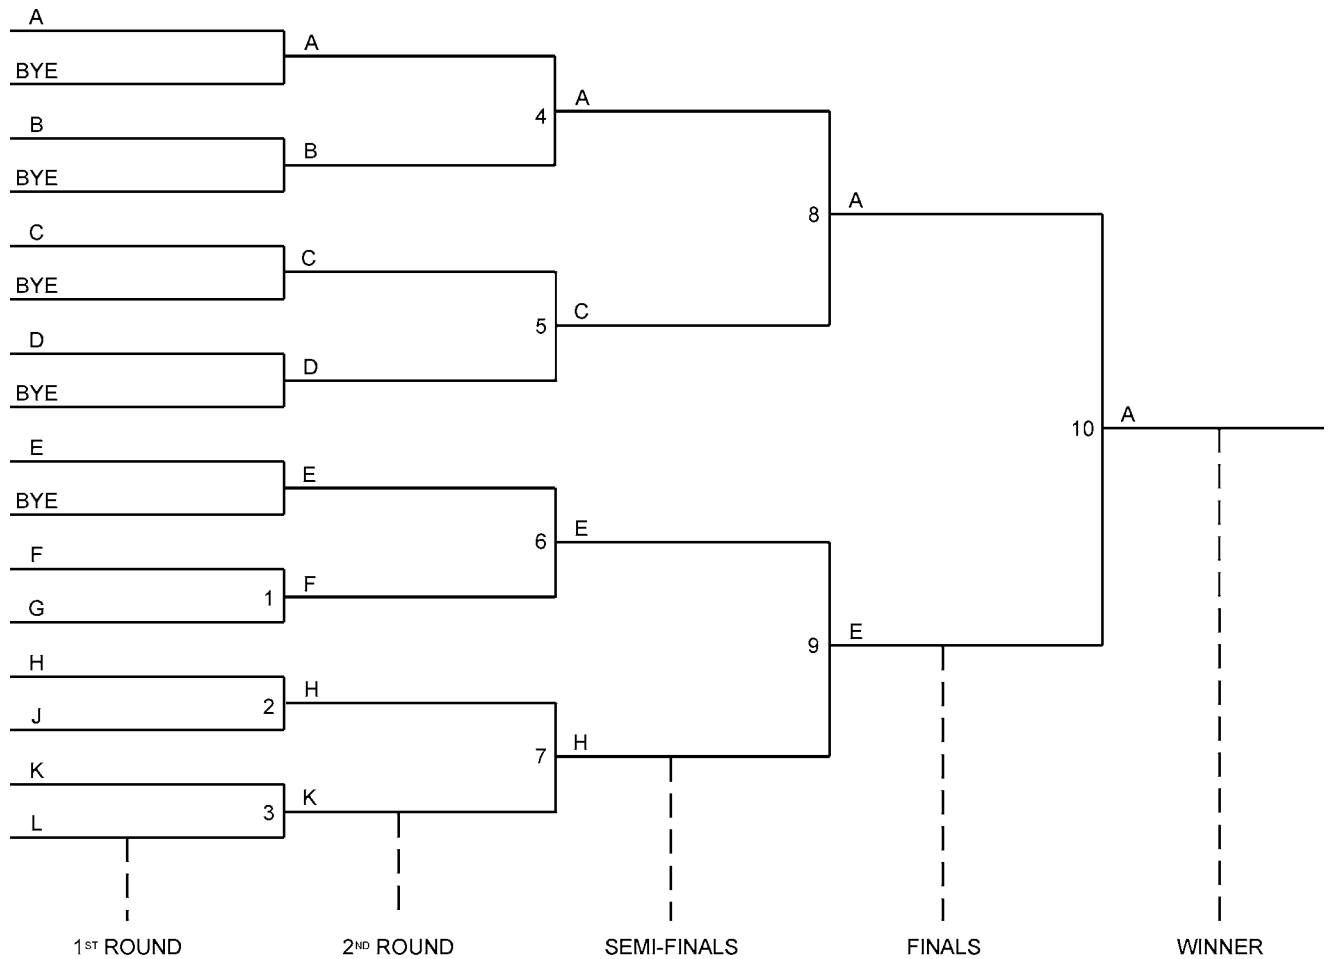 A
BYE
B
BYE
C
BYE
D
BYE
E
BYE
F
G
1
H
J
2
K
L
3
A
B
4
C
D
5
E
F
6
H
K
7
A
C
8
E
H
9
A
E
10
A
1ST ROUND
2ND ROUND
SEMI-FINALS
FINALS
WINNER